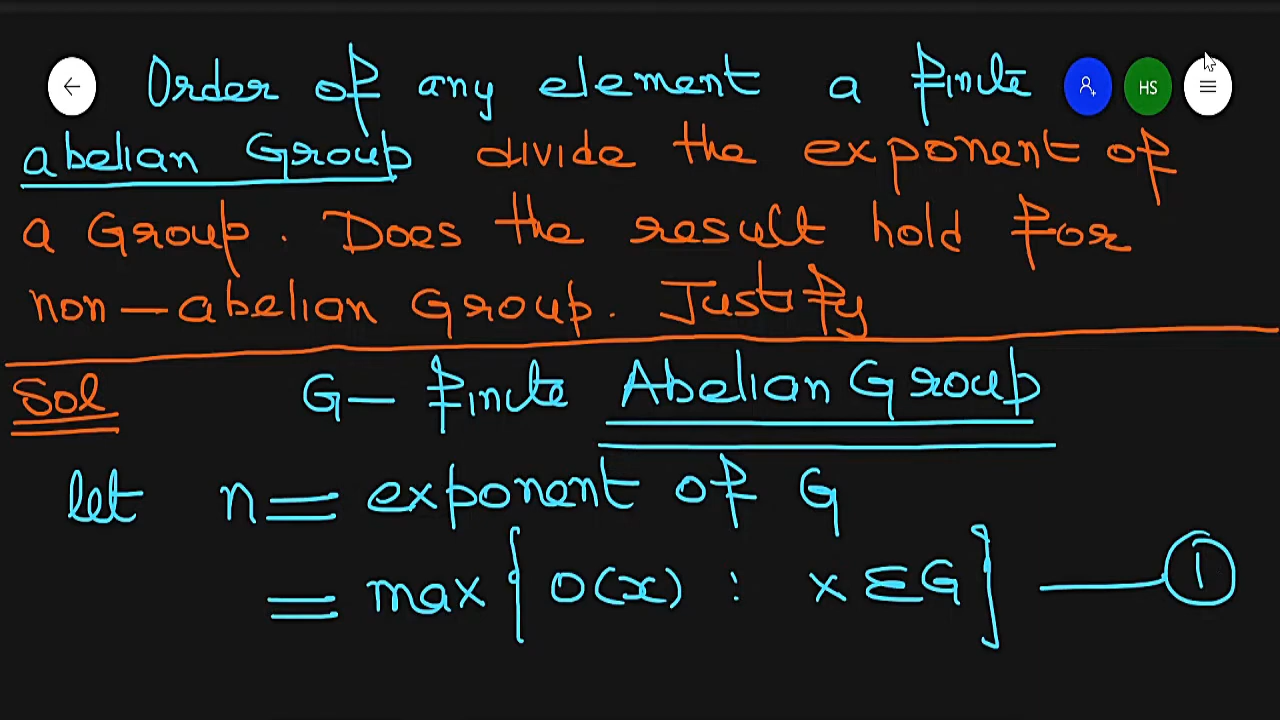 Order of any element a finite
HS
abelian Group divide the exponent of
a Group. Does the result hold for
non-abelian Group. Justify
Sol G- finite Abelian Group
let n = exponent of G
= max { O(x) : x ∈ G } — 1